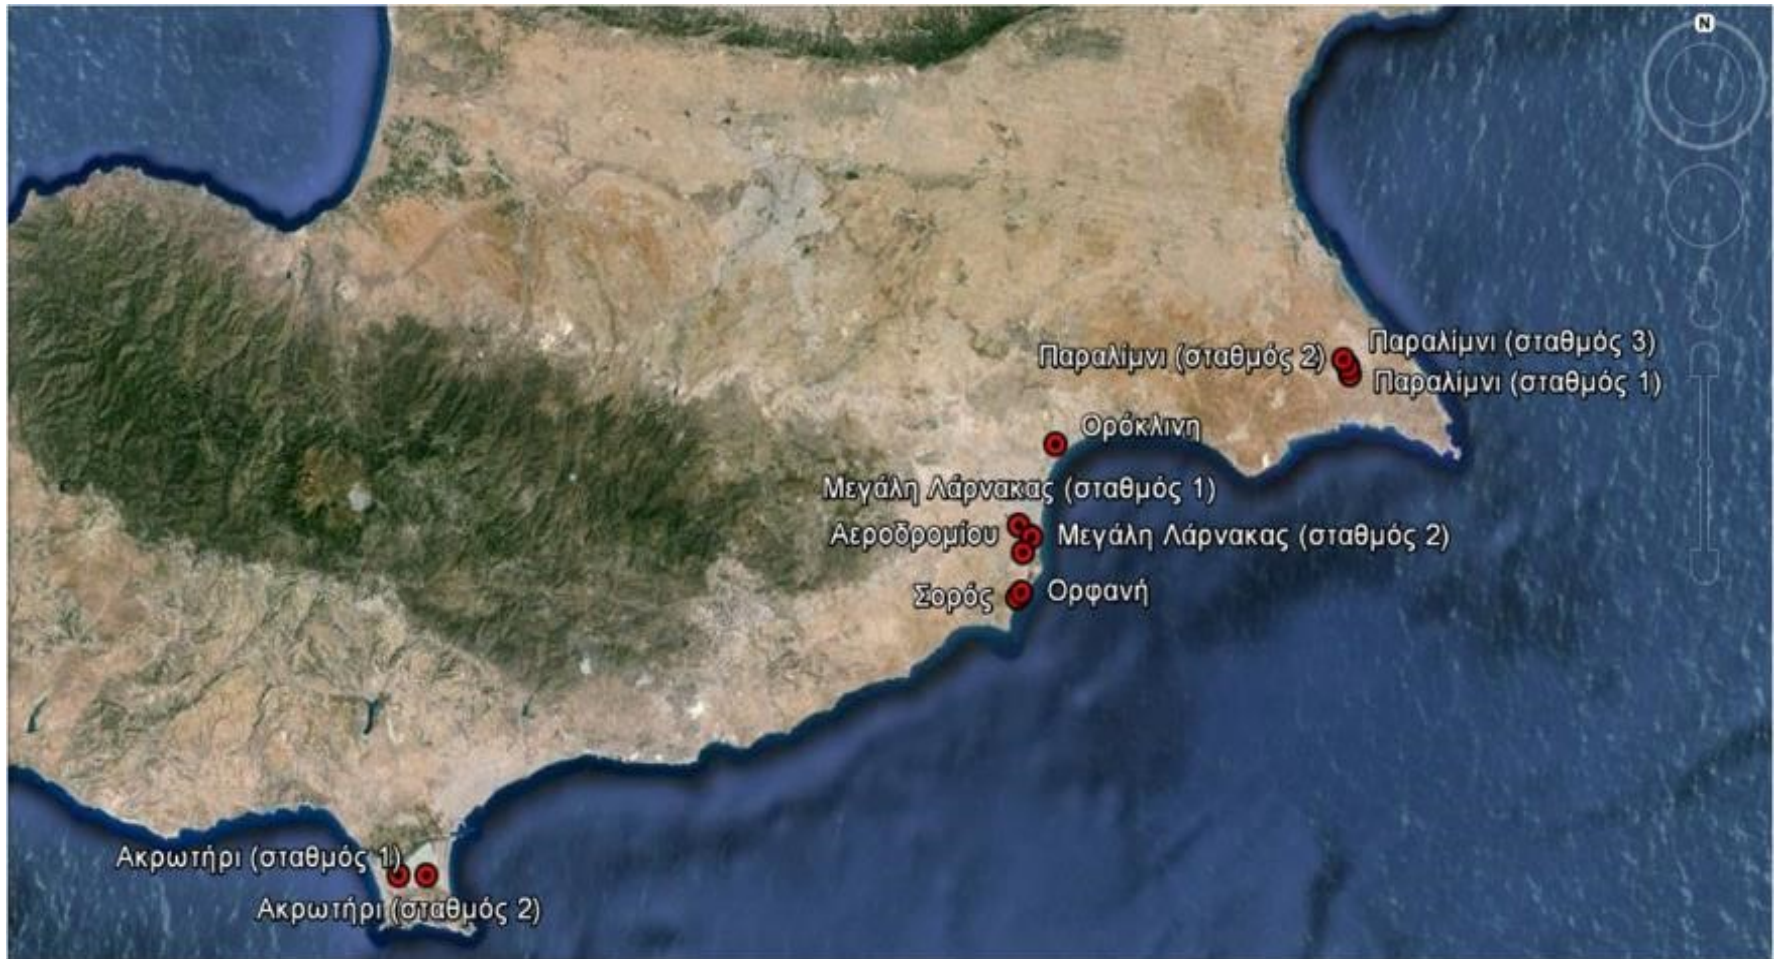 N
Παραλίμνι (σταθμός 3)
Παραλίμνι (σταθμός 2)
Παραλίμνι (σταθμός 1)
Ορόκλινη
Μεγάλη Λάρνακας (σταθμός 1)
Αεροδρομίου
Μεγάλη Λάρνακας (σταθμός 2)
Σορός
Ορφανή
Ακρωτήρι (σταθμός 1)
Ακρωτήρι (σταθμός 2)